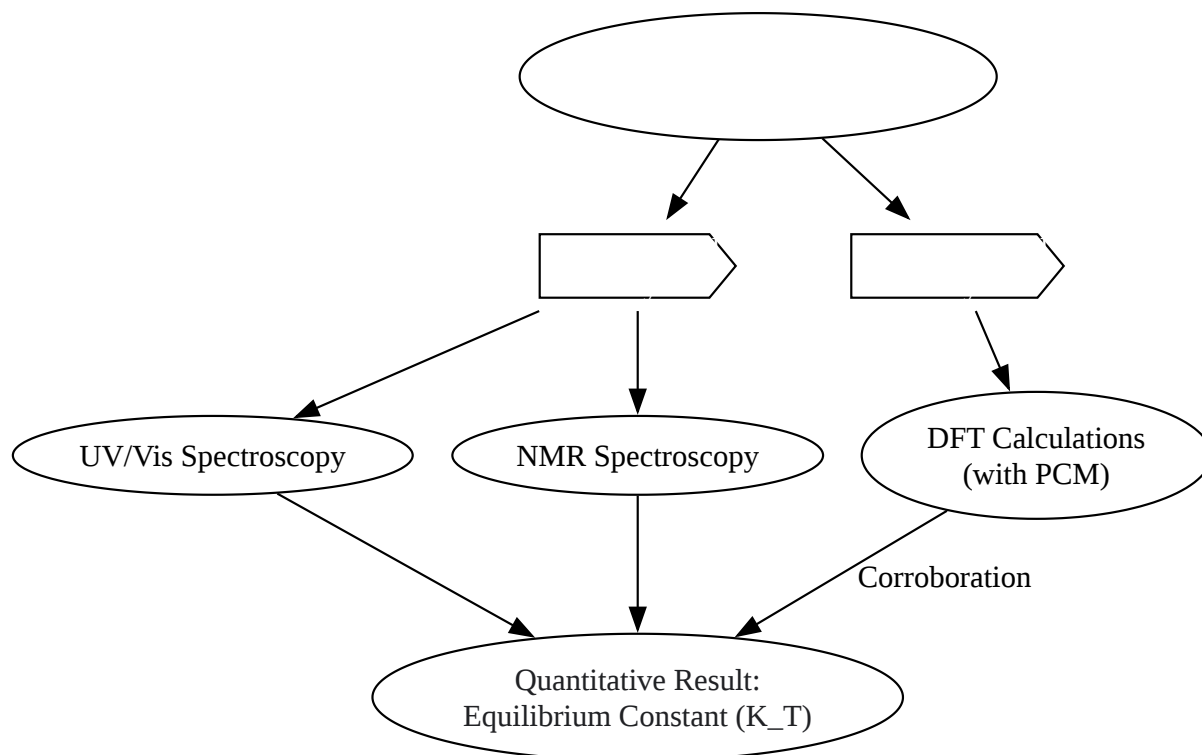 UV/Vis Spectroscopy
NMR Spectroscopy
DFT Calculations
(with PCM)
Corroboration
Quantitative Result:
Equilibrium Constant (K_T)